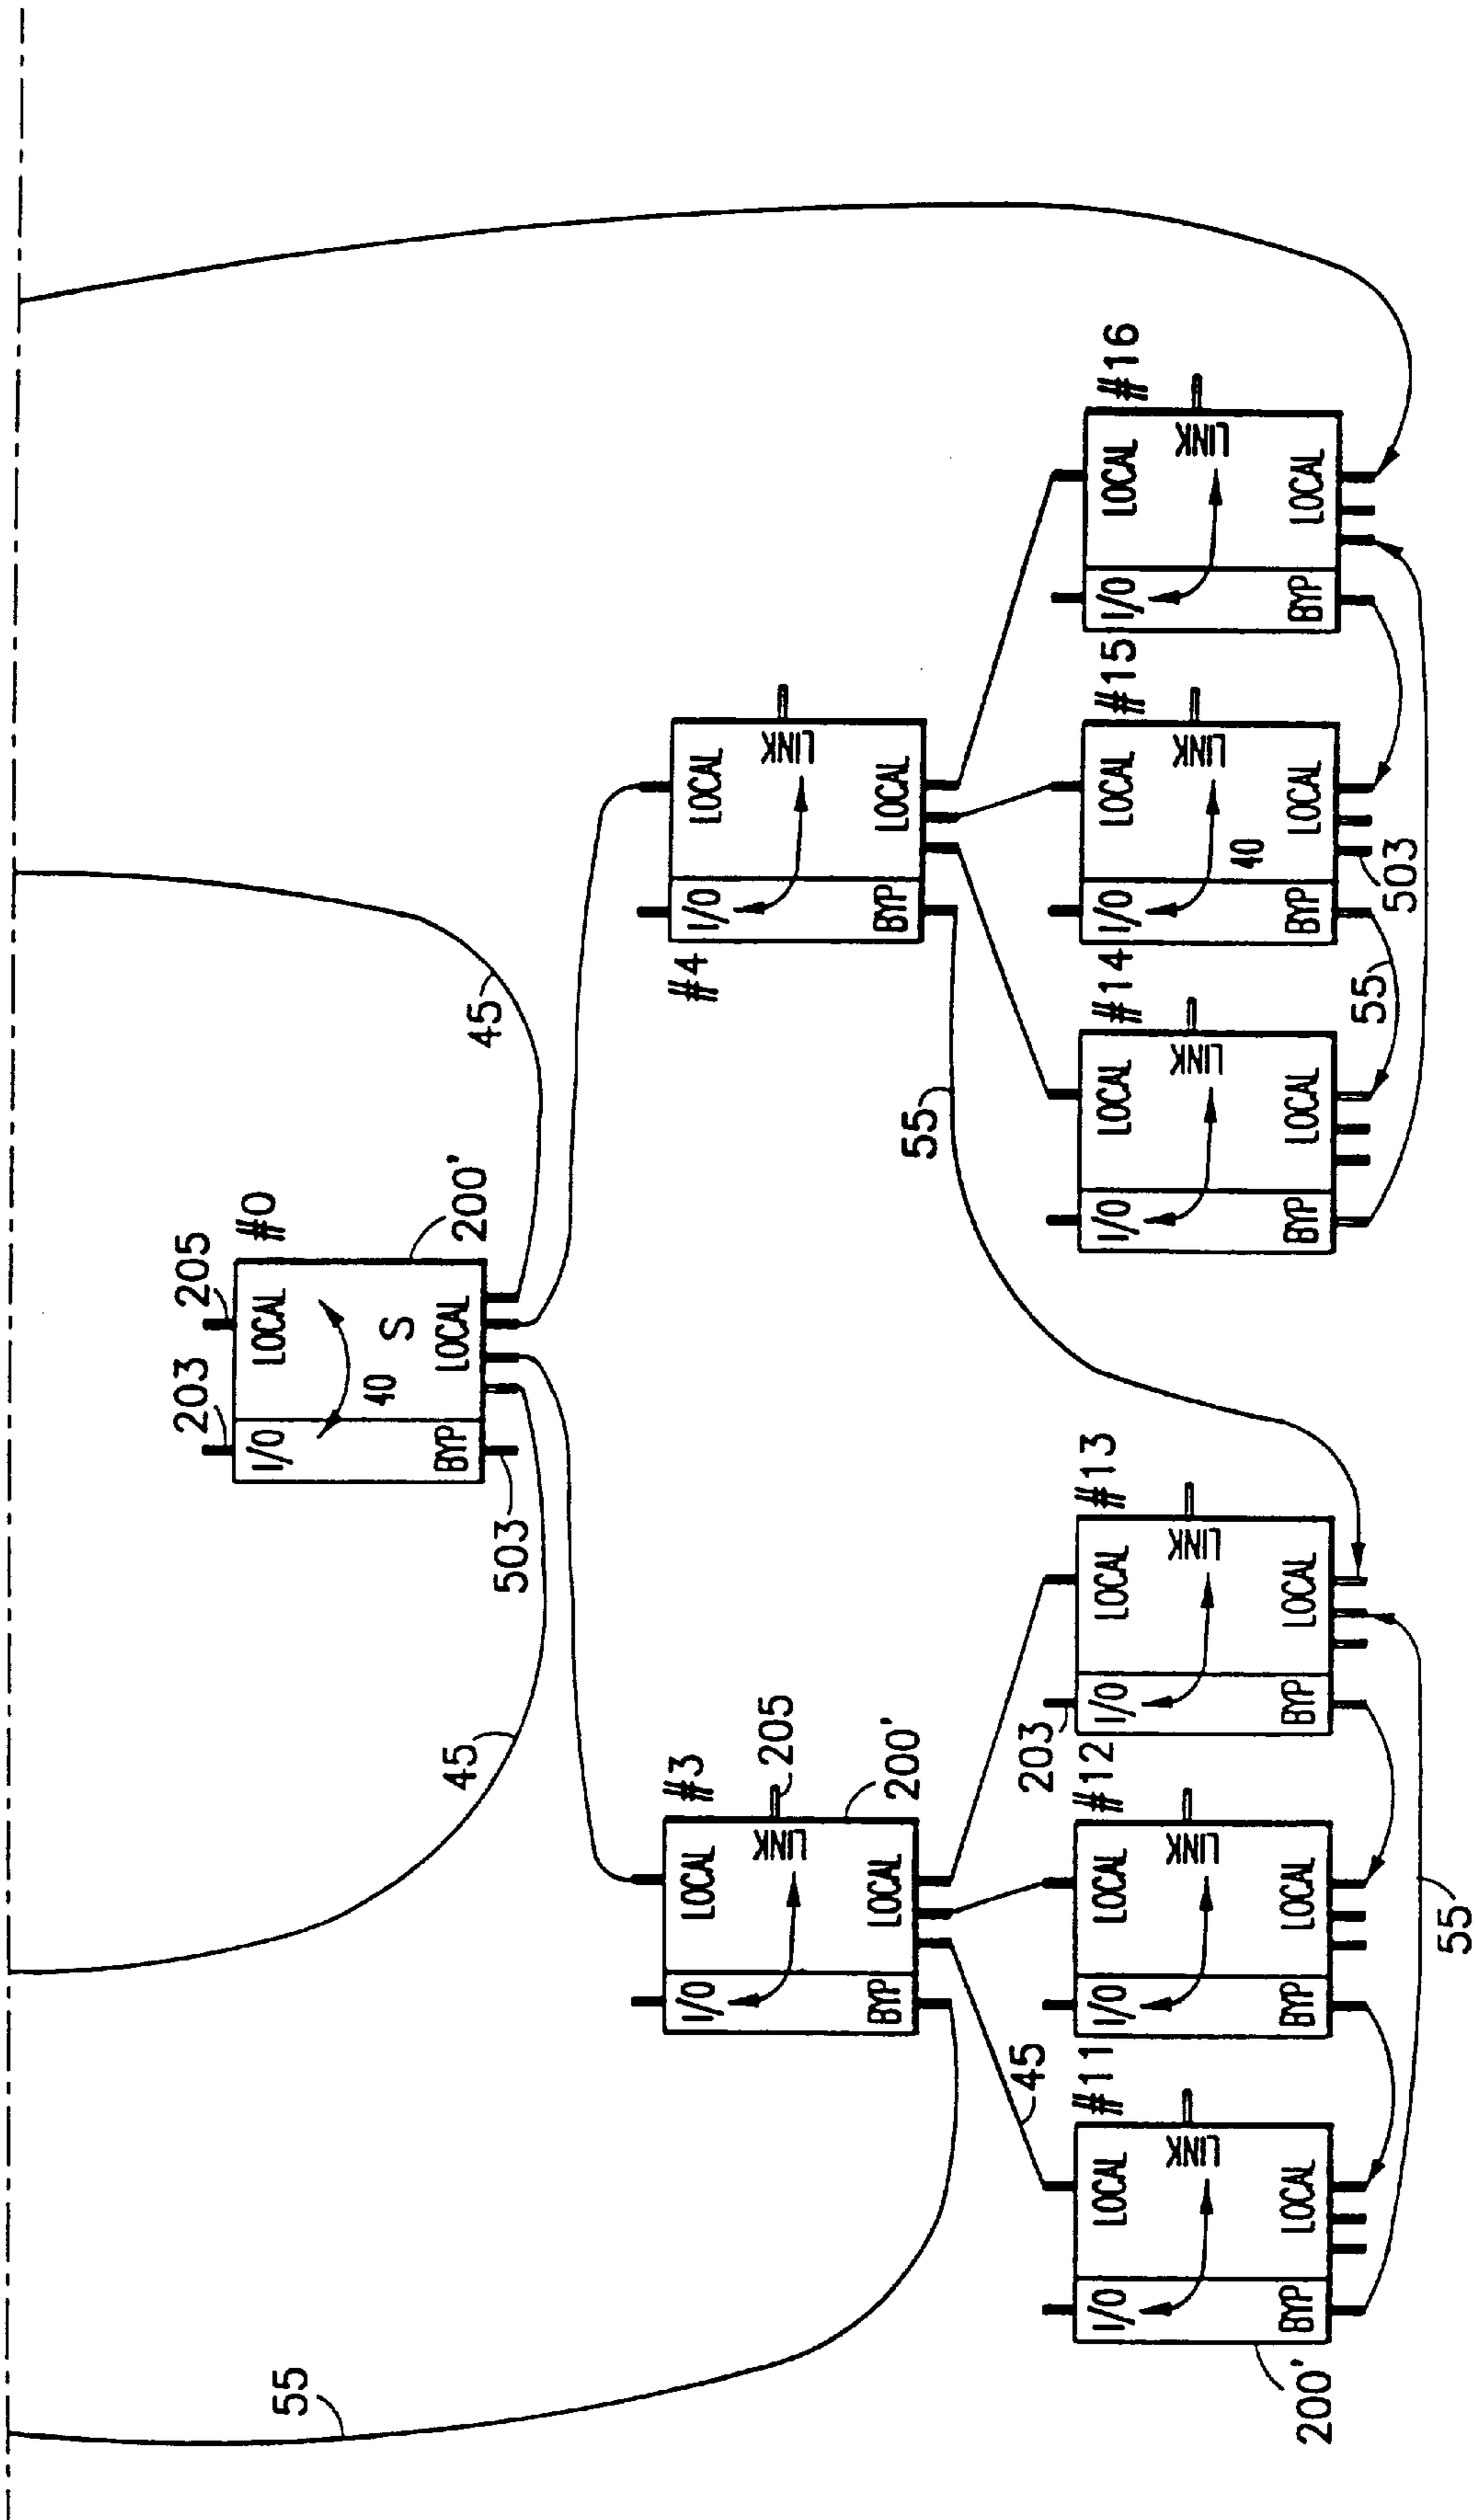 203
205
#0
I/O
LOCAL
40
S
BYP
LOCAL
200'
503
45
45
55
#3
I/O
LOCAL
LINK
205
BYP
LOCAL
200'
#4
I/O
LOCAL
LINK
BYP
LOCAL
55
45
203
#11
I/O
LOCAL
LINK
BYP
LOCAL
200'
#12
I/O
LOCAL
LINK
BYP
LOCAL
#13
I/O
LOCAL
LINK
BYP
LOCAL
55
#14
I/O
LOCAL
LINK
BYP
LOCAL
55
#15
I/O
LOCAL
LINK
40
BYP
LOCAL
503
#16
I/O
LOCAL
LINK
BYP
LOCAL